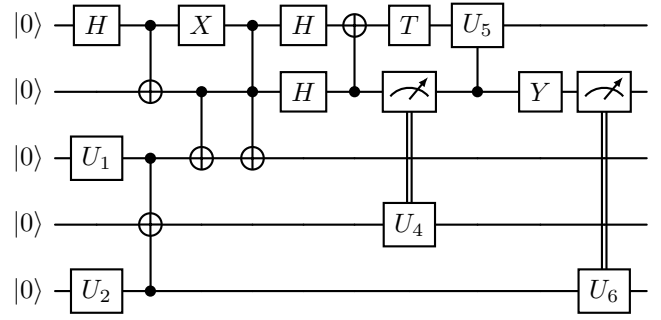 |0⟩ H X H T U₅
|0⟩ H Y
|0⟩ U₁
|0⟩ U₄
|0⟩ U₂ U₆